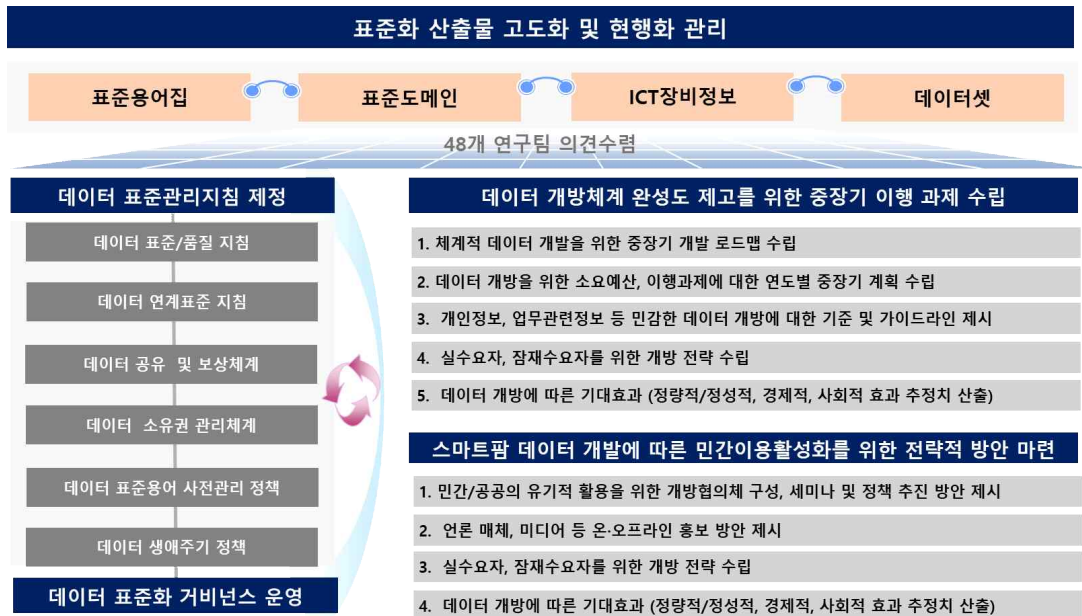 표준화 산출물 고도화 및 현행화 관리
표준용어집
표준도메인
ICT장비정보
데이터셋
48개 연구팀 의견수렴
데이터 표준관리지침 제정
데이터 표준/품질 지침
데이터 연계표준 지침
데이터 공유 및 보상체계
데이터 소유권 관리체계
데이터 표준용어 사전관리 정책
데이터 생애주기 정책
데이터 표준화 거비넌스 운영
데이터 개방체계 완성도 제고를 위한 중장기 이행 과제 수립
1. 체계적 데이터 개발을 위한 중장기 개발 로드맵 수립
2. 데이터 개방을 위한 소요예산, 이행과제에 대한 연도별 중장기 계획 수립
3. 개인정보, 업무관련정보 등 민감한 데이터 개방에 대한 기준 및 가이드라인 제시
4. 실수요자, 잠재수요자를 위한 개방 전략 수립
5. 데이터 개방에 따른 기대효과 (정량적/정성적, 경제적, 사회적 효과 추정치 산출)
스마트팜 데이터 개발에 따른 민간이용활성화를 위한 전략적 방안 마련
1. 민간/공공의 유기적 활용을 위한 개방협의체 구성, 세미나 및 정책 추진 방안 제시
2. 언론 매체, 미디어 등 온·오프라인 홍보 방안 제시
3. 실수요자, 잠재수요자를 위한 개방 전략 수립
4. 데이터 개방에 따른 기대효과 (정량적/정성적, 경제적, 사회적 효과 추정치 산출)